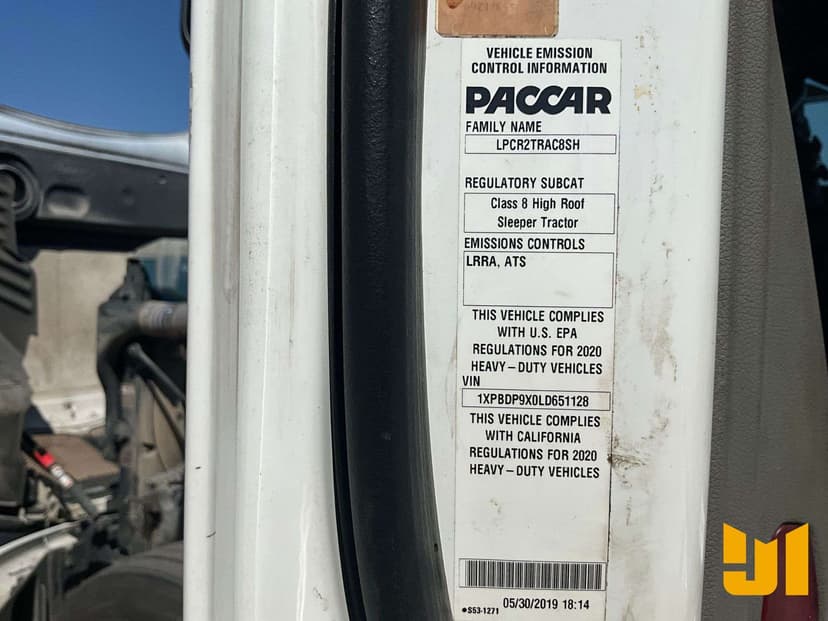 VEHICLE EMISSION
CONTROL INFORMATION
PACCAR
FAMILY NAME
LPCR2TRAC8SH
REGULATORY SUBCAT
Class 8 High Roof
Sleeper Tractor
EMISSIONS CONTROLS
LRRA, ATS
THIS VEHICLE COMPLIES
WITH U.S. EPA
REGULATIONS FOR 2020
HEAVY–DUTY VEHICLES
VIN
1XPBDP9X0LD651128
THIS VEHICLE COMPLIES
WITH CALIFORNIA
REGULATIONS FOR 2020
HEAVY–DUTY VEHICLES
●S53-1271 05/30/2019 18:14